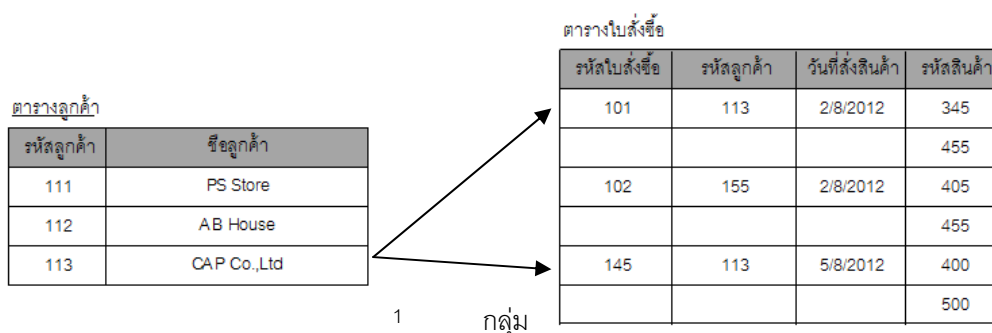 ตารางใบสั่งซื้อ
รหัสใบสั่งซื้อ รหัสลูกค้า วันที่สั่งสินค้า รหัสสินค้า
101 113 2/8/2012 345
455
102 155 2/8/2012 405
455
145 113 5/8/2012 400
500
ตารางลูกค้า
รหัสลูกค้า ชื่อลูกค้า
111 PS Store
112 AB House
113 CAP Co.,Ltd
1 กลุ่ม